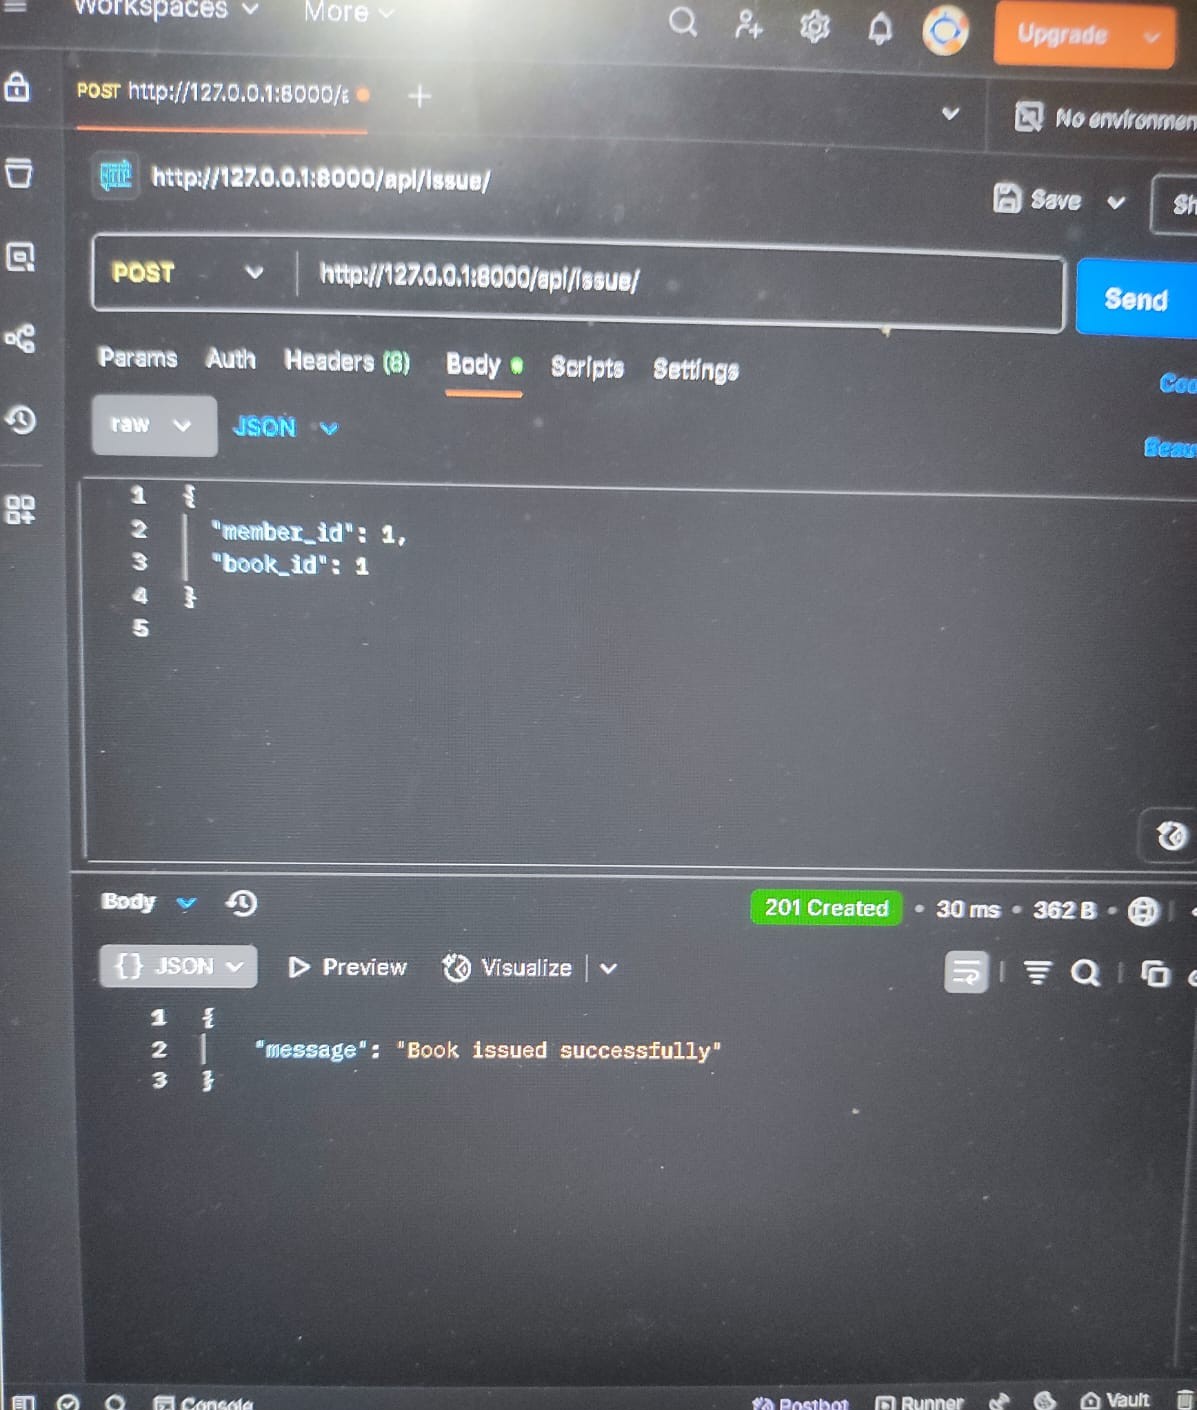 Workspaces More
Upgrade
POST http://127.0.0.1:8000/
No environmen
HTTP http://127.0.0.1:8000/api/issue/
Save Sh
POST http://127.0.0.1:8000/api/issue/
Send
Params Auth Headers (8) Body Scripts Settings
Coo
raw JSON
Beau
1 {
2 "member_id": 1,
3 "book_id": 1
4 }
5
Body
201 Created • 30 ms • 362 B •
{} JSON Preview Visualize
1 {
2 "message": "Book issued successfully"
3 }
Console Postbot Runner Vault